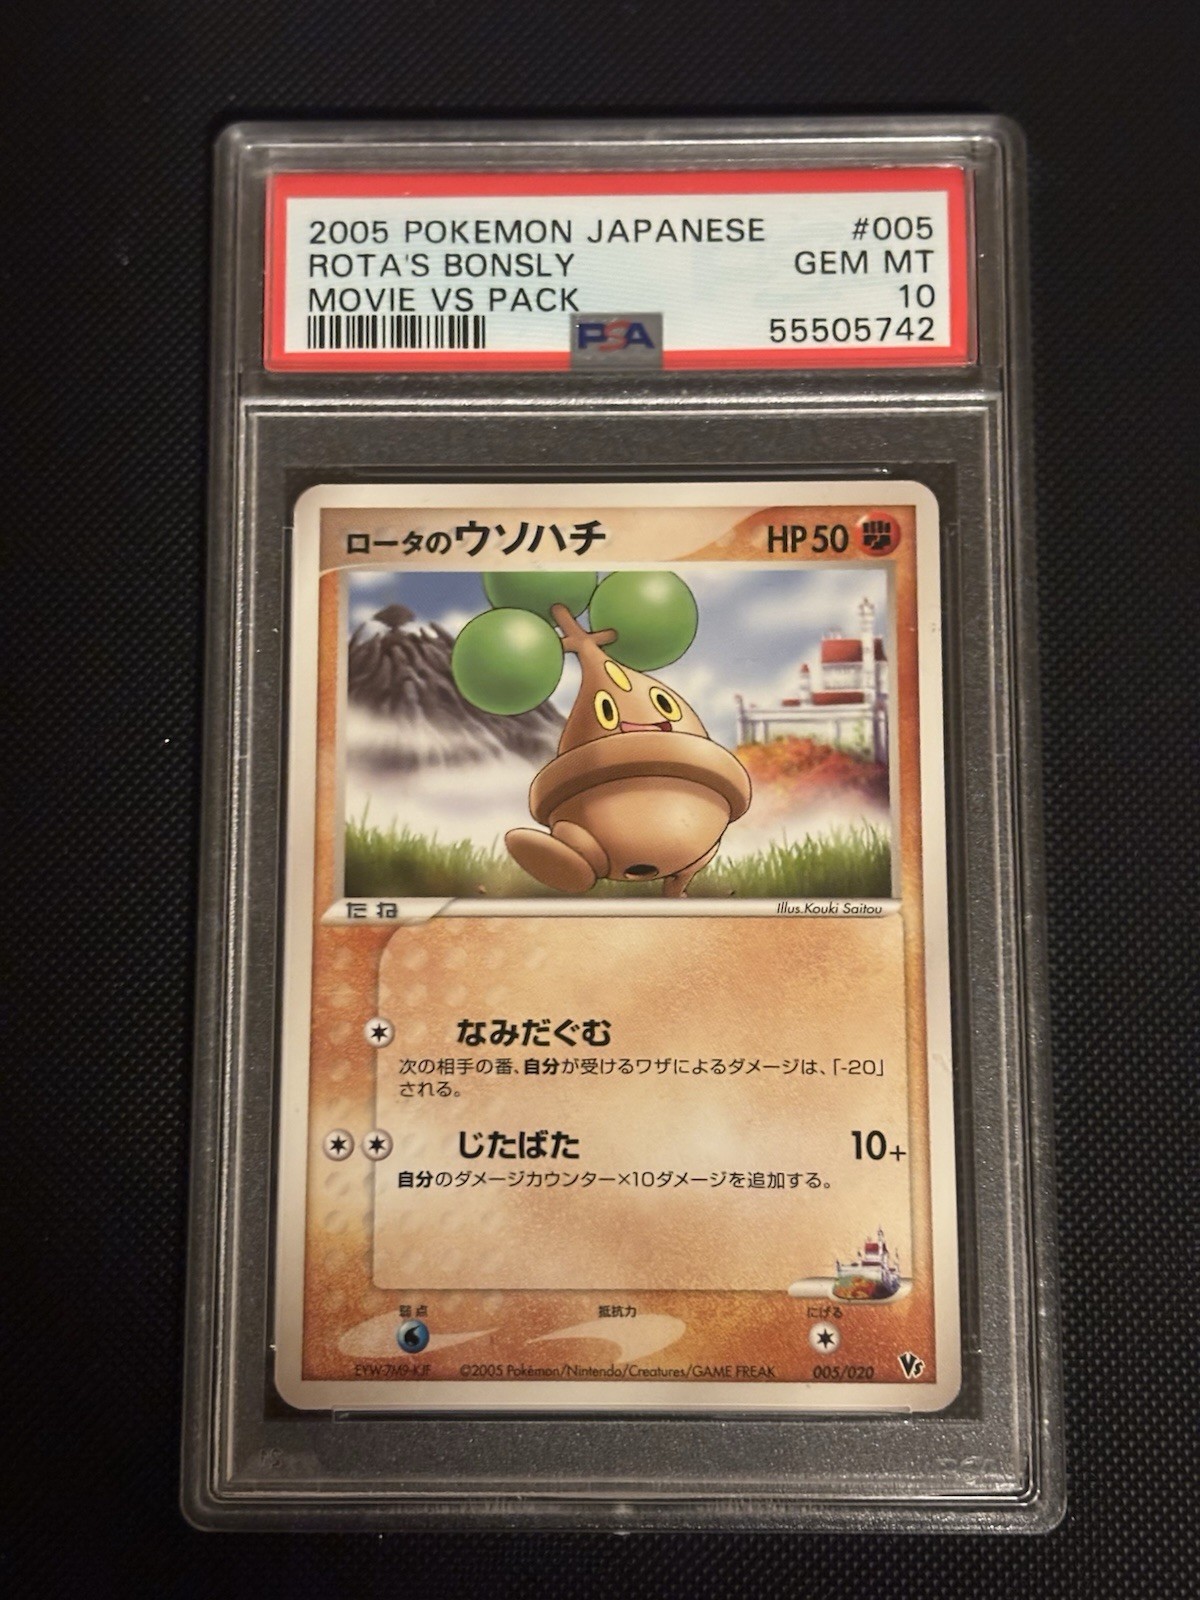 2005 POKEMON JAPANESE #005
ROTA'S BONSLY GEM MT
MOVIE VS PACK 10
PSA 55505742
ロータのウソハチ HP50
たね Illus.Kouki Saitou
なみだぐむ
次の相手の番、自分が受けるワザによるダメージは、「-20」
される。
じたばた 10+
自分のダメージカウンター×10ダメージを追加する。
弱点 抵抗力 にげる
EYW-7M9-KJF ©2005 Pokémon/Nintendo/Creatures/GAME FREAK 005/020 Vs